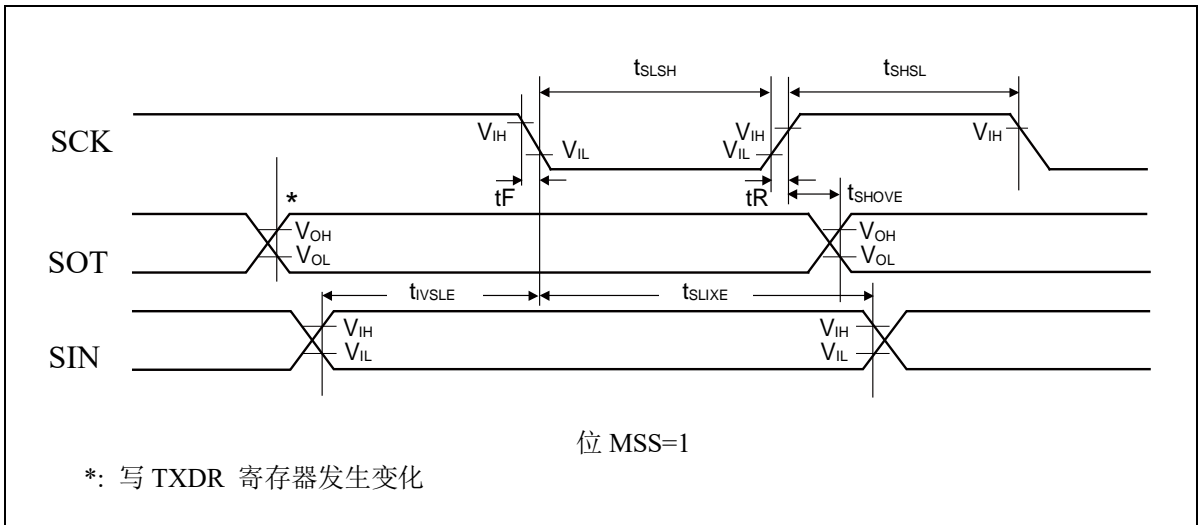 tSLSH
tSHSL
SCK
VIH
VIL
VIH
VIL
VIH
tF
tR
tSHOVE
*
SOT
VOH
VOL
VOH
VOL
tIVSLE
tSLIXE
SIN
VIH
VIL
VIH
VIL
位 MSS=1
*: 写 TXDR 寄存器发生变化